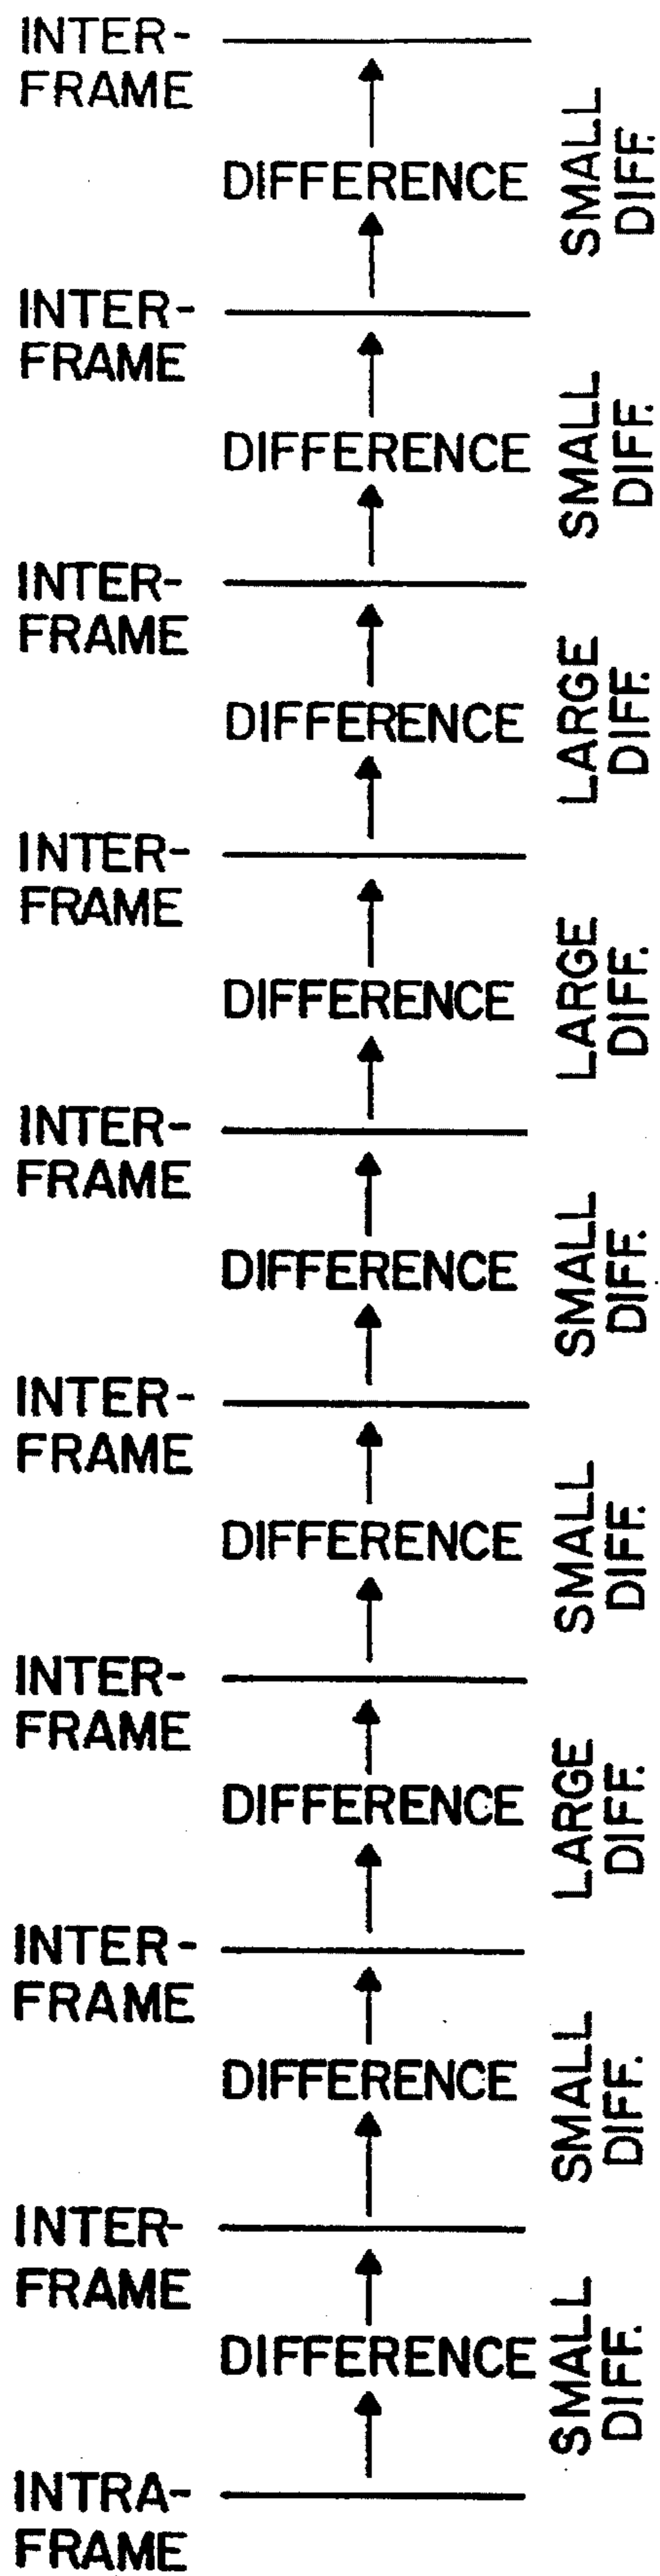 INTER-
FRAME
DIFFERENCE
SMALL
DIFF.
INTER-
FRAME
DIFFERENCE
SMALL
DIFF.
INTER-
FRAME
DIFFERENCE
LARGE
DIFF.
INTER-
FRAME
DIFFERENCE
LARGE
DIFF.
INTER-
FRAME
DIFFERENCE
SMALL
DIFF.
INTER-
FRAME
DIFFERENCE
SMALL
DIFF.
INTER-
FRAME
DIFFERENCE
LARGE
DIFF.
INTER-
FRAME
DIFFERENCE
SMALL
DIFF.
INTER-
FRAME
DIFFERENCE
SMALL
DIFF.
INTRA-
FRAME